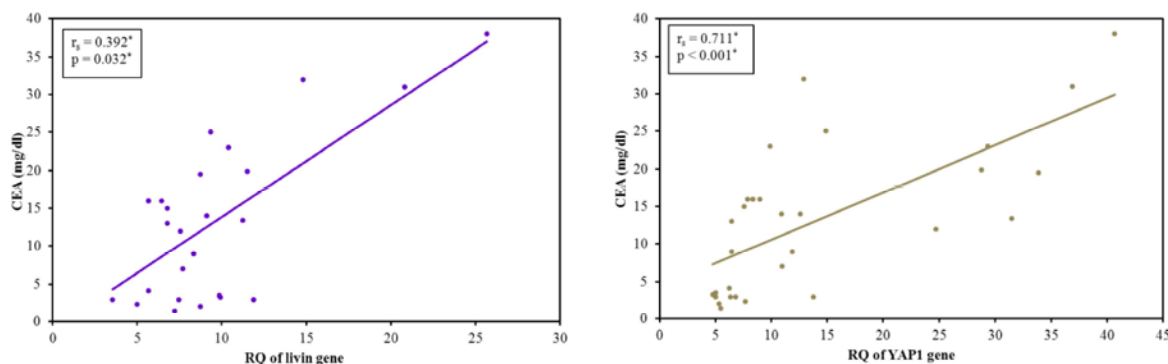 r_s = 0.392*
p = 0.032*
CEA (mg/dl)
40
35
30
25
20
15
10
5
0
0 5 10 15 20 25 30
RQ of livin gene
r_s = 0.711*
p < 0.001*
CEA (mg/dl)
40
35
30
25
20
15
10
5
0
0 5 10 15 20 25 30 35 40 45
RQ of YAP1 gene